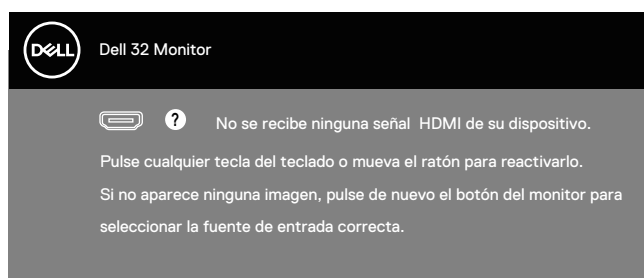 DELL
Dell 32 Monitor
? No se recibe ninguna señal HDMI de su dispositivo.
Pulse cualquier tecla del teclado o mueva el ratón para reactivarlo.
Si no aparece ninguna imagen, pulse de nuevo el botón del monitor para
seleccionar la fuente de entrada correcta.